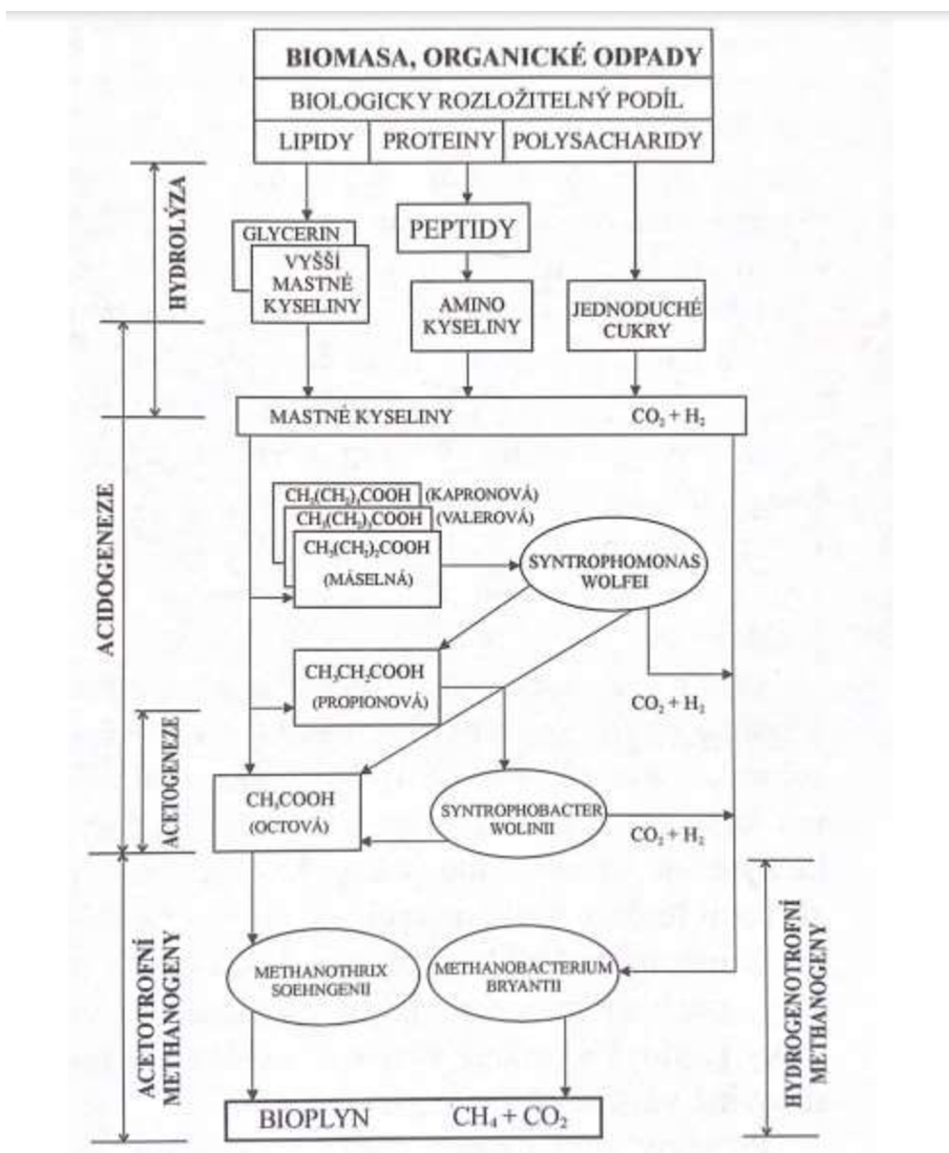 BIOMASA, ORGANICKÉ ODPADY
BIOLOGICKY ROZLOŽITELNÝ PODÍL
LIPIDY PROTEINY POLYSACHARIDY
HYDROLÝZA
GLYCERIN
VYŠŠÍ
MASTNÉ
KYSELINY
PEPTIDY
AMINO
KYSELINY
JEDNODUCHÉ
CUKRY
MASTNÉ KYSELINY CO₂ + H₂
ACIDOGENEZE
(KAPRONOVÁ)
(VALEROVÁ)
CH₃(CH₂)₂COOH
(MÁSELNÁ)
SYNTROPHOMONAS
WOLFEI
CH₃CH₂COOH
(PROPIONOVÁ)
CO₂ + H₂
ACETOGENEZE
CH₃COOH
(OCTOVÁ)
SYNTROPHOBACTER
WOLINII
CO₂ + H₂
ACETOTROFNÍ
METHANOGENY
METHANOTHRIX
SOEHNGENII
METHANOBACTERIUM
BRYANTII
HYDROGENOTROFNÍ
METHANOGENY
BIOPLYN CH₄ + CO₂